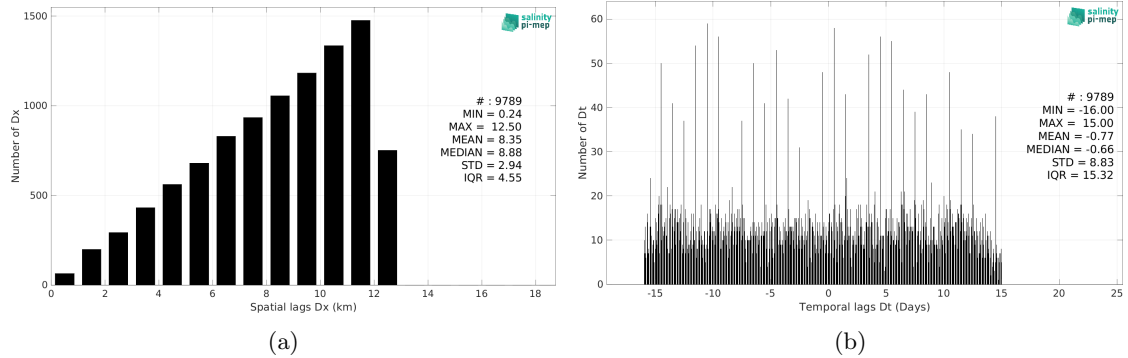 1500
1000
500
0
0 2 4 6 8 10 12 14 16 18
Number of Dx
Spatial lags Dx (km)
salinity
pi-mep
# : 9789
MIN = 0.24
MAX = 12.50
MEAN = 8.35
MEDIAN = 8.88
STD = 2.94
IQR = 4.55
(a)
60
50
40
30
20
10
0
-15 -10 -5 0 5 10 15 20 25
Number of Dt
Temporal lags Dt (Days)
salinity
pi-mep
# : 9789
MIN = -16.00
MAX = 15.00
MEAN = -0.77
MEDIAN = -0.66
STD = 8.83
IQR = 15.32
(b)